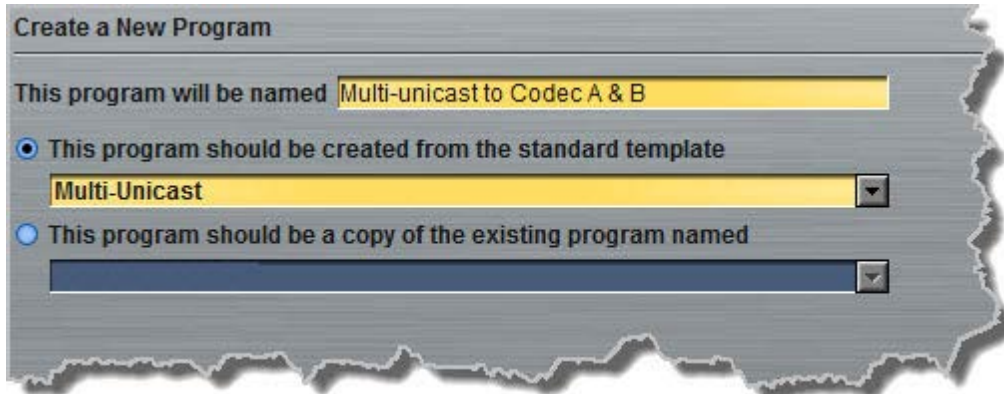 Create a New Program
This program will be named Multi-unicast to Codec A & B
This program should be created from the standard template
Multi-Unicast
This program should be a copy of the existing program named